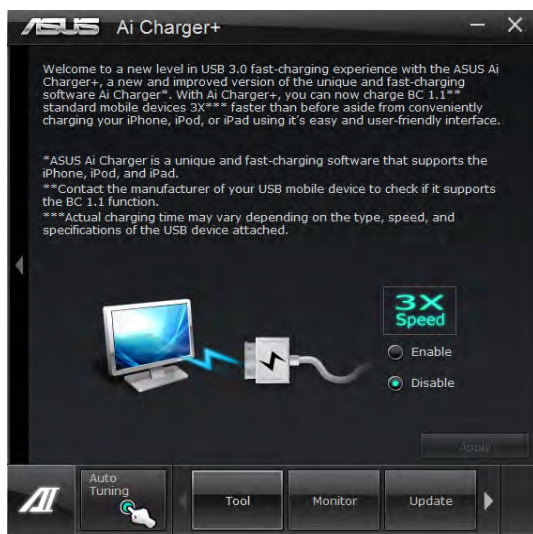 ASUS Ai Charger+
Welcome to a new level in USB 3.0 fast-charging experience with the ASUS Ai
Charger+, a new and improved version of the unique and fast-charging
software Ai Charger*. With Ai Charger+, you can now charge BC 1.1**
standard mobile devices 3X*** faster than before aside from conveniently
charging your iPhone, iPod, or iPad using it's easy and user-friendly interface.
*ASUS Ai Charger is a unique and fast-charging software that supports the
iPhone, iPod, and iPad.
**Contact the manufacturer of your USB mobile device to check if it supports
the BC 1.1 function.
***Actual charging time may vary depending on the type, speed, and
specifications of the USB device attached.
3X
Speed
Enable
Disable
Apply
AI
Auto
Tuning
Tool
Monitor
Update